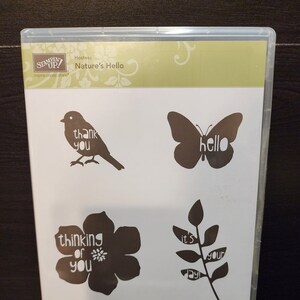 STAMPIN' UP!
Nature's Hello
thank
you
hello
thinking
of
you
it's
your
day!